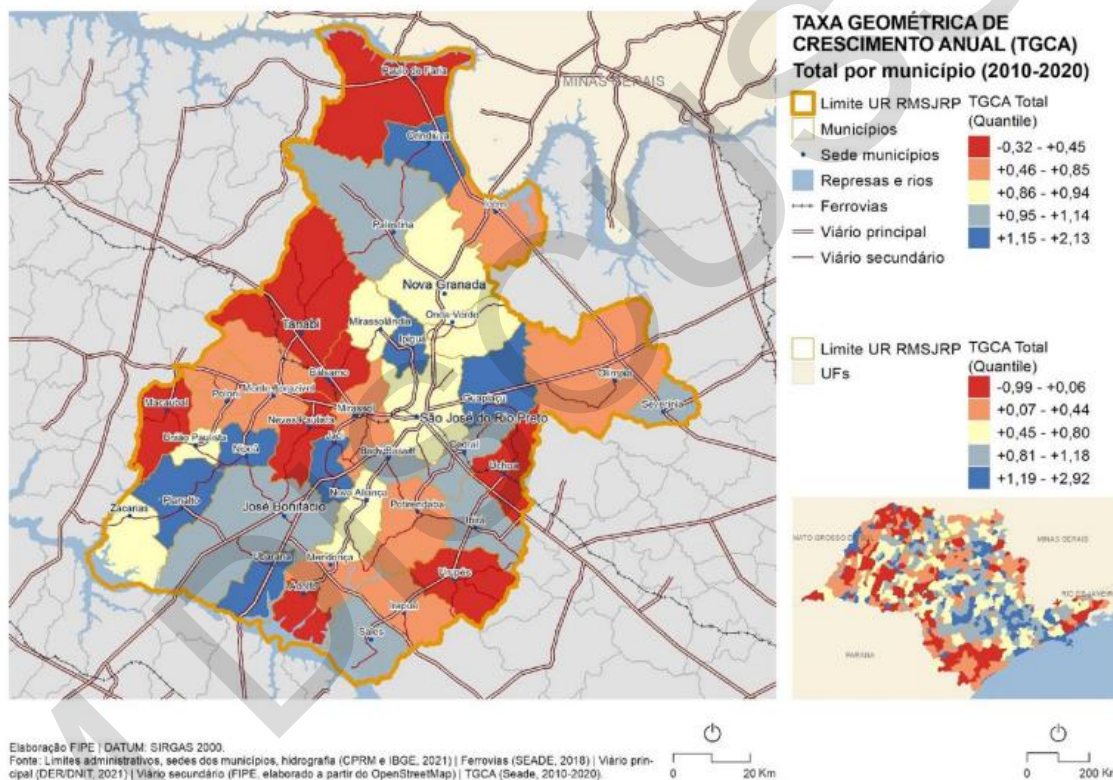 TAXA GEOMÉTRICA DE
CRESCIMENTO ANUAL (TGCA)
Total por município (2010-2020)
Limite UR RMSJRP
Municípios
Sede municípios
Represas e rios
Ferrovias
Viário principal
Viário secundário
TGCA Total
(Quantile)
-0,32 - +0,45
+0,46 - +0,85
+0,86 - +0,94
+0,95 - +1,14
+1,15 - +2,13
Limite UR RMSJRP
UFs
TGCA Total
(Quantile)
-0,99 - +0,06
+0,07 - +0,44
+0,45 - +0,80
+0,81 - +1,18
+1,19 - +2,92
Paulo de Faria
MINAS GERAIS
Orindiúva
Icém
Palestina
Nova Granada
Mirassolândia
Onda Verde
Ipiguá
Tanabi
Bálsamo
Guapiaçu
Olímpia
Severínia
Monte Aprazível
Poloni
Macaubal
Neves Paulista
Mirassol
São José do Rio Preto
União Paulista
Nipoã
Jaci
Bady Bassitt
Cedral
Uchoa
Planalto
Zacarias
José Bonifácio
Nova Aliança
Potirendaba
Ibirá
Ubarana
Mendonça
Adolfo
Urupês
Irapuã
Sales
MINAS GERAIS
RIO DE JANEIRO
PARANÁ
Elaboração FIPE | DATUM: SIRGAS 2000.
Fonte: Limites administrativos, sedes dos municípios, hidrografia (CPRM e IBGE, 2021) | Ferrovias (SEADE, 2018) | Viário prin-
cipal (DER/DNIT, 2021) | Viário secundário (FIPE, elaborado a partir do OpenStreetMap) | TGCA (Seade, 2010-2020).
0 20 Km
0 200 K